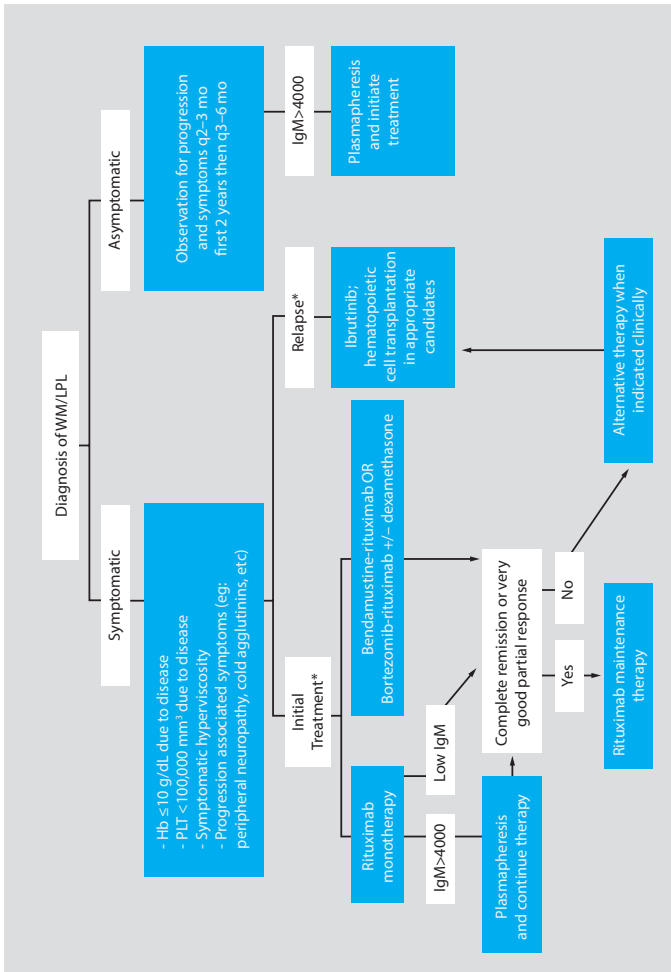 Diagnosis of WM/LPL
Symptomatic
Asymptomatic
- Hb ≤10 g/dL due to disease
- PLT <100,000 mm³ due to disease
- Symptomatic hyperviscosity
- Progression associated symptoms (eg:
peripheral neuropathy, cold agglutinins, etc)
Observation for progression
and symptoms q2–3 mo
first 2 years then q3–6 mo
Initial
Treatment*
Relapse*
IgM>4000
Rituximab
monotherapy
Bendamustine-rituximab OR
Bortezomib-rituximab +/– dexamethasone
Ibrutinib;
hematopoietic
cell transplantation
in appropriate
candidates
Plasmapheresis
and initiate
treatment
IgM>4000
Low IgM
Plasmapheresis
and continue therapy
Complete remission or very
good partial response
Yes
No
Rituximab maintenance
therapy
Alternative therapy when
indicated clinically